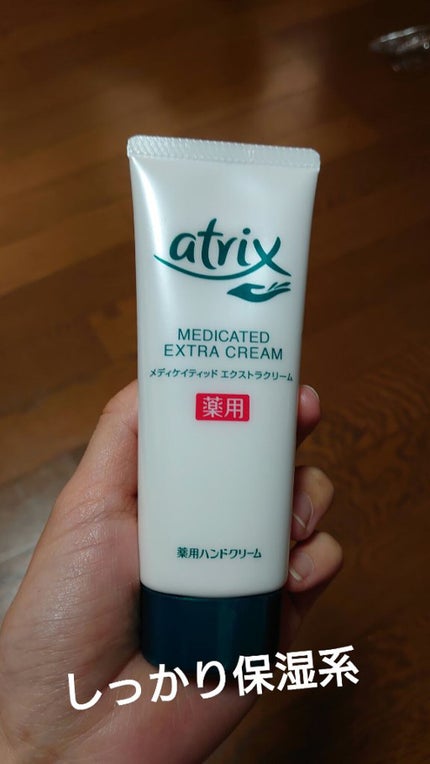 atrix
MEDICATED
EXTRA CREAM
メディケイティッド エクストラクリーム
薬用
薬用ハンドクリーム
しっかり保湿系